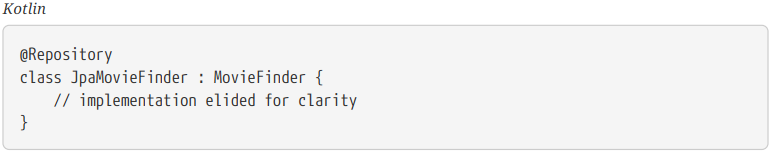 Kotlin
@Repository
class JpaMovieFinder : MovieFinder {
    // implementation elided for clarity
}